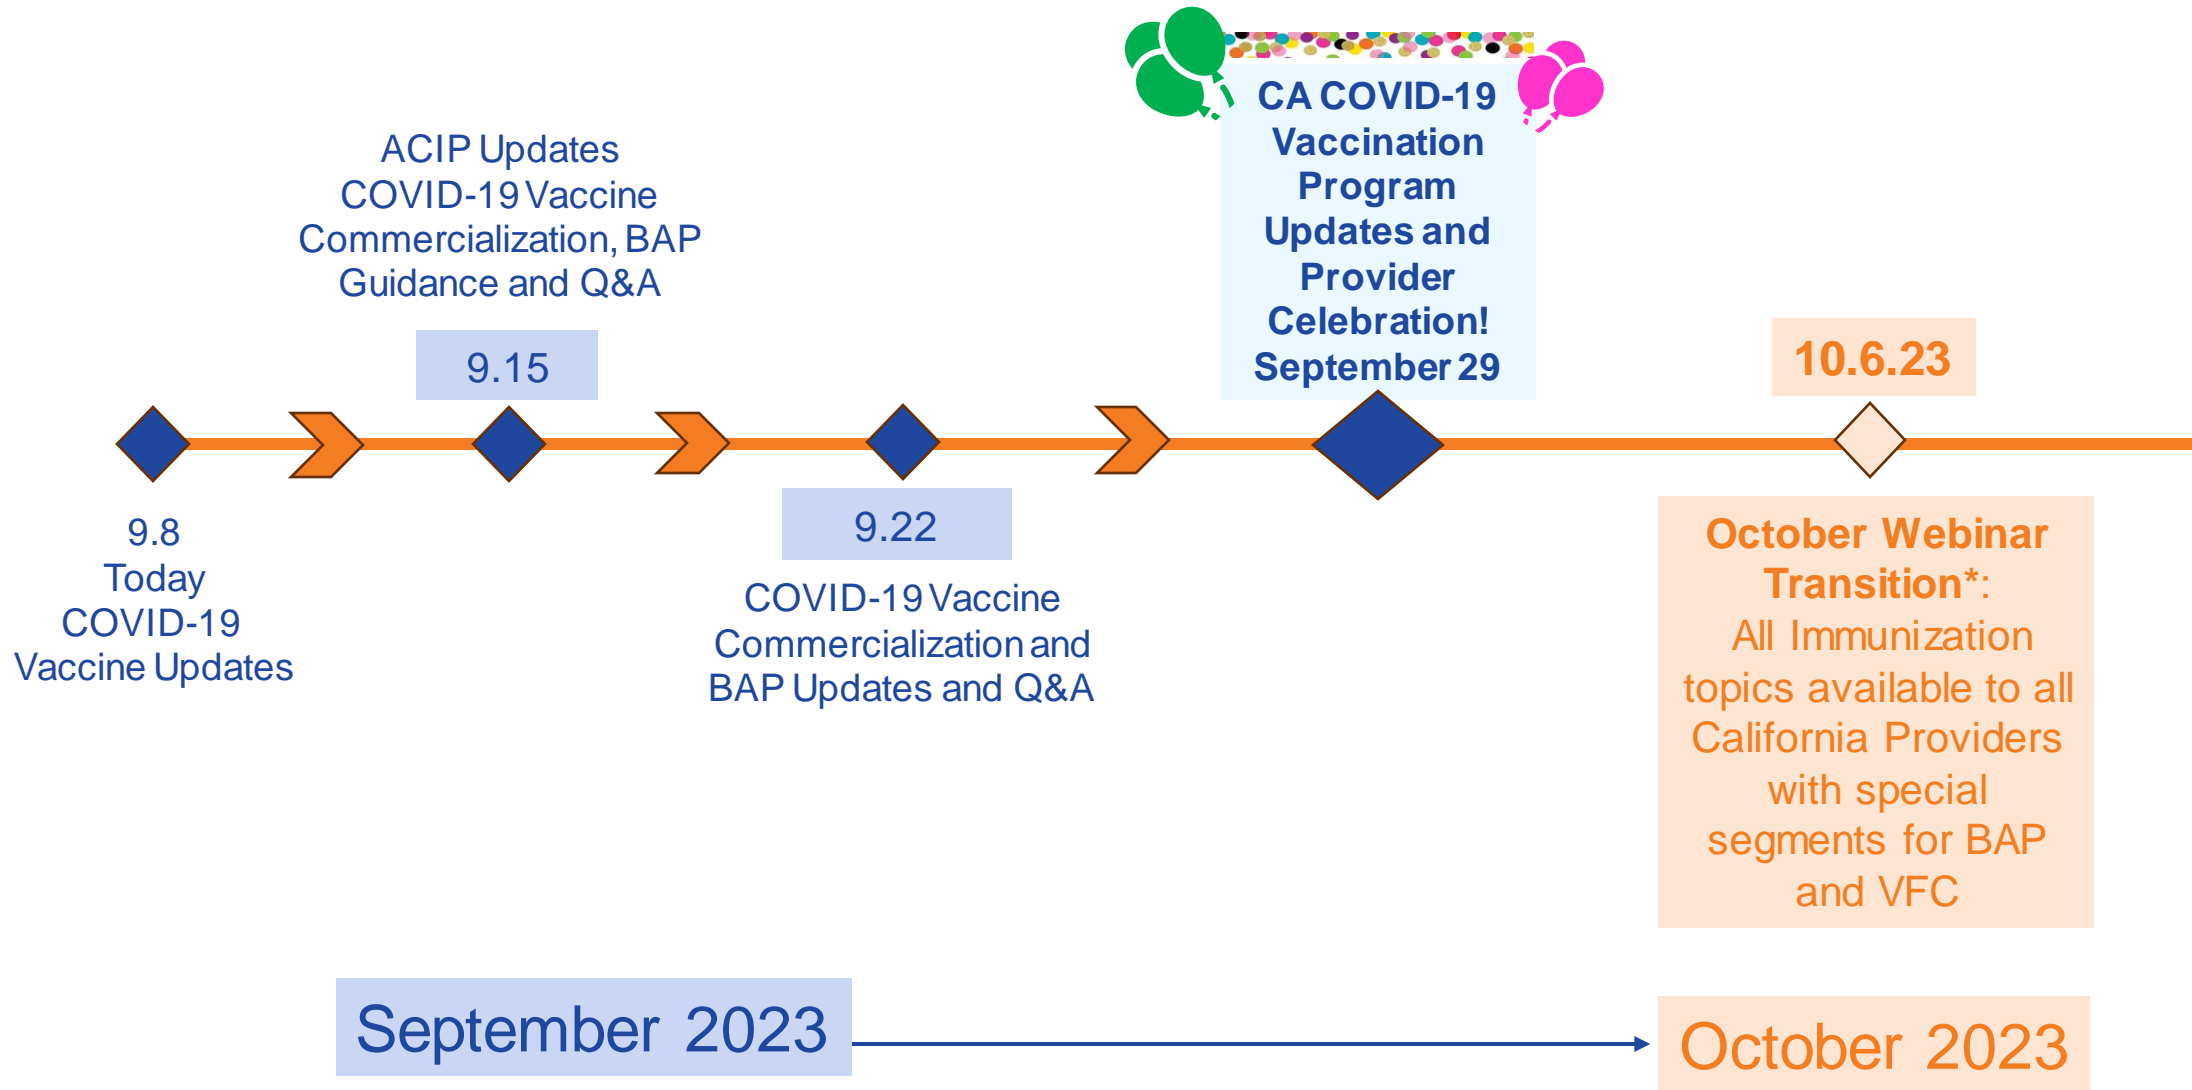 9.8
Today
COVID-19
Vaccine Updates
ACIP Updates
COVID-19 Vaccine
Commercialization, BAP
Guidance and Q&A
9.15
9.22
COVID-19 Vaccine
Commercialization and
BAP Updates and Q&A
CA COVID-19
Vaccination
Program
Updates and
Provider
Celebration!
September 29
10.6.23
October Webinar
Transition*:
All Immunization
topics available to all
California Providers
with special
segments for BAP
and VFC
September 2023
October 2023